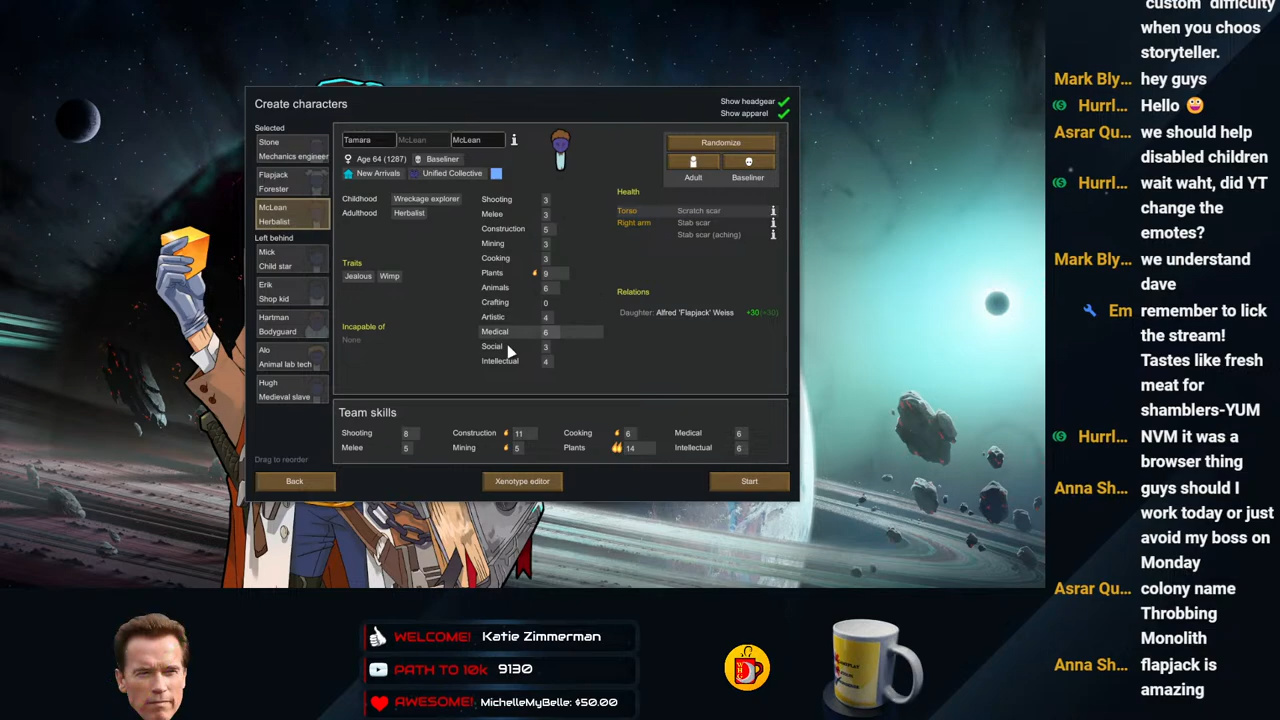 Create characters
Show headgear
Show apparel
Selected
Stone
Mechanics engineer
Flapjack
Forester
McLean
Herbalist
Left behind
Mick
Child star
Erik
Shop kid
Hartman
Bodyguard
Alo
Animal lab tech
Hugh
Medieval slave
Drag to reorder
Tamara McLean McLean
Age 64 (1287) Baseliner
New Arrivals Unified Collective
Childhood Wreckage explorer
Adulthood Herbalist
Traits
Jealous Wimp
Incapable of
None
Shooting 3
Melee 3
Construction 5
Mining 3
Cooking 3
Plants 9
Animals 6
Crafting 0
Artistic 4
Medical 6
Social 3
Intellectual 4
Randomize
Adult Baseliner
Health
Torso Scratch scar
Right arm Stab scar
Stab scar (aching)
Relations
Daughter: Alfred 'Flapjack' Weiss +30 (+30)
Team skills
Shooting 8 Construction 11 Cooking 6 Medical 6
Melee 5 Mining 5 Plants 14 Intellectual 6
Back Xenotype editor Start
"custom" difficulty
when you choos
storyteller.
Mark Bly... hey guys
Hurrl... Hello
Asrar Qu... we should help
disabled children
Hurrl... wait waht, did YT
change the
emotes?
Mark Bly... we understand
dave
Em remember to lick
the stream!
Tastes like fresh
meat for
shamblers-YUM
Hurrl... NVM it was a
browser thing
Anna Sh... guys should I
work today or just
avoid my boss on
Monday
Asrar Qu... colony name
Throbbing
Monolith
Anna Sh... flapjack is
amazing
WELCOME! Katie Zimmerman
PATH TO 10k 9130
AWESOME! MichelleMyBelle: $50.00